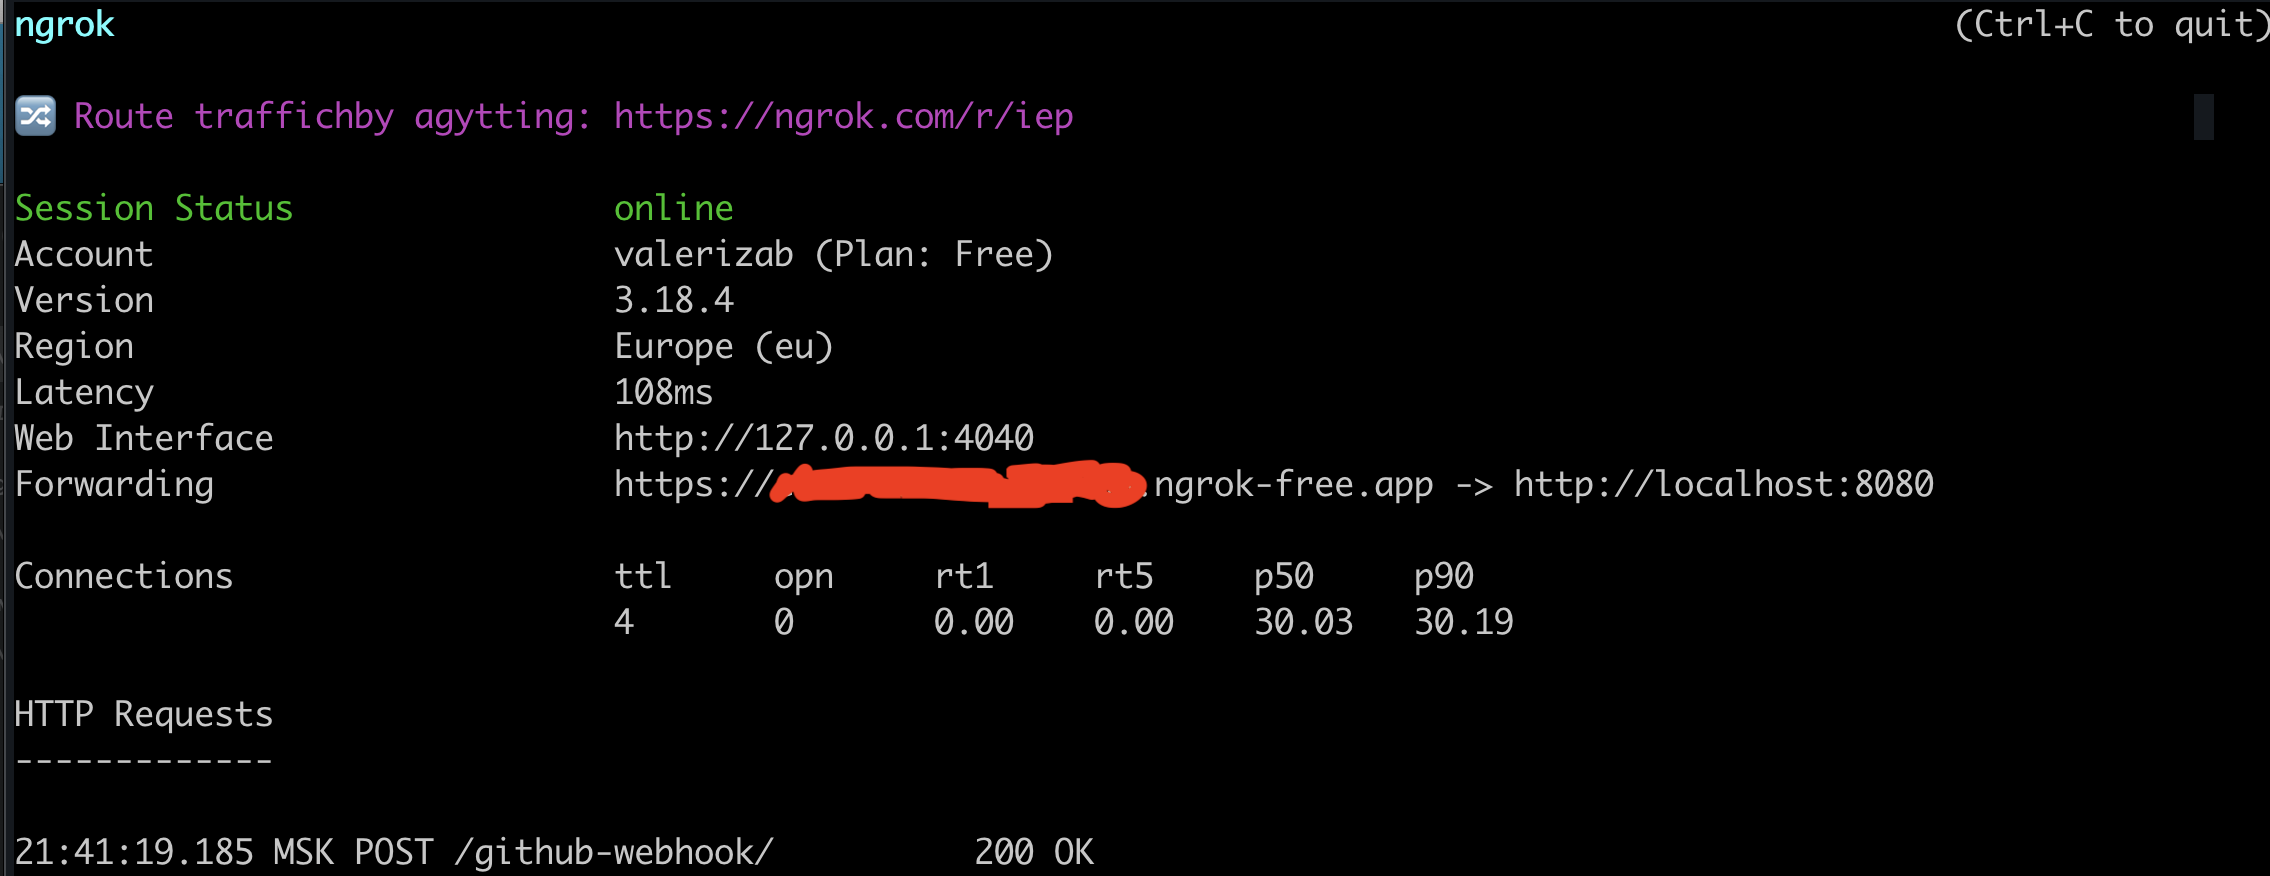 ngrok (Ctrl+C to quit)
Route traffichby agytting: https://ngrok.com/r/iep
Session Status online
Account valerizab (Plan: Free)
Version 3.18.4
Region Europe (eu)
Latency 108ms
Web Interface http://127.0.0.1:4040
Forwarding https:// .ngrok-free.app -> http://localhost:8080
Connections ttl opn rt1 rt5 p50 p90
4 0 0.00 0.00 30.03 30.19
HTTP Requests
-------------
21:41:19.185 MSK POST /github-webhook/ 200 OK